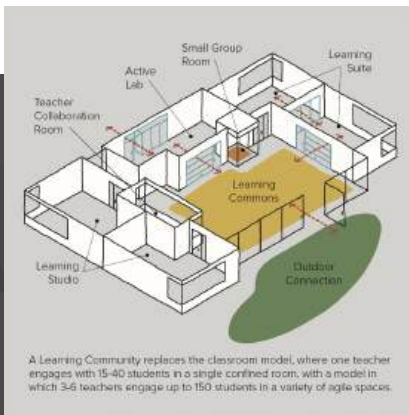 Small Group
Room
Learning
Suite
Active
Lab
Teacher
Collaboration
Room
Learning
Commons
Learning
Studio
Outdoor
Connection
A Learning Community replaces the classroom model, where one teacher
engages with 15-40 students in a single confined room, with a model in
which 3-6 teachers engage up to 150 students in a variety of agile spaces.